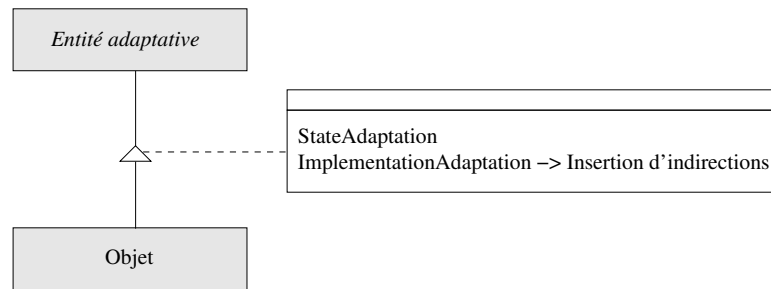 Entité adaptative
StateAdaptation
ImplementationAdaptation −> Insertion d’indirections
Objet